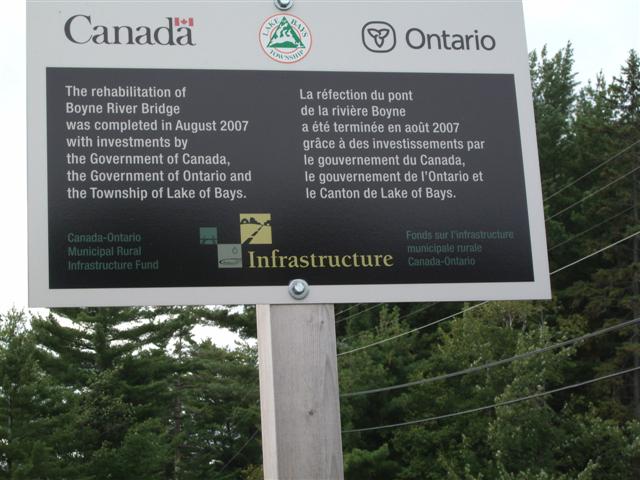 Canada
LAKE OF BAYS
TOWNSHIP
Ontario
The rehabilitation of
Boyne River Bridge
was completed in August 2007
with investments by
the Government of Canada,
the Government of Ontario and
the Township of Lake of Bays.
La réfection du pont
de la rivière Boyne
a été terminée en août 2007
grâce à des investissements par
le gouvernement du Canada,
le gouvernement de l'Ontario et
le Canton de Lake of Bays.
Canada-Ontario
Municipal Rural
Infrastructure Fund
Infrastructure
Fonds sur l'infrastructure
municipale rurale
Canada-Ontario